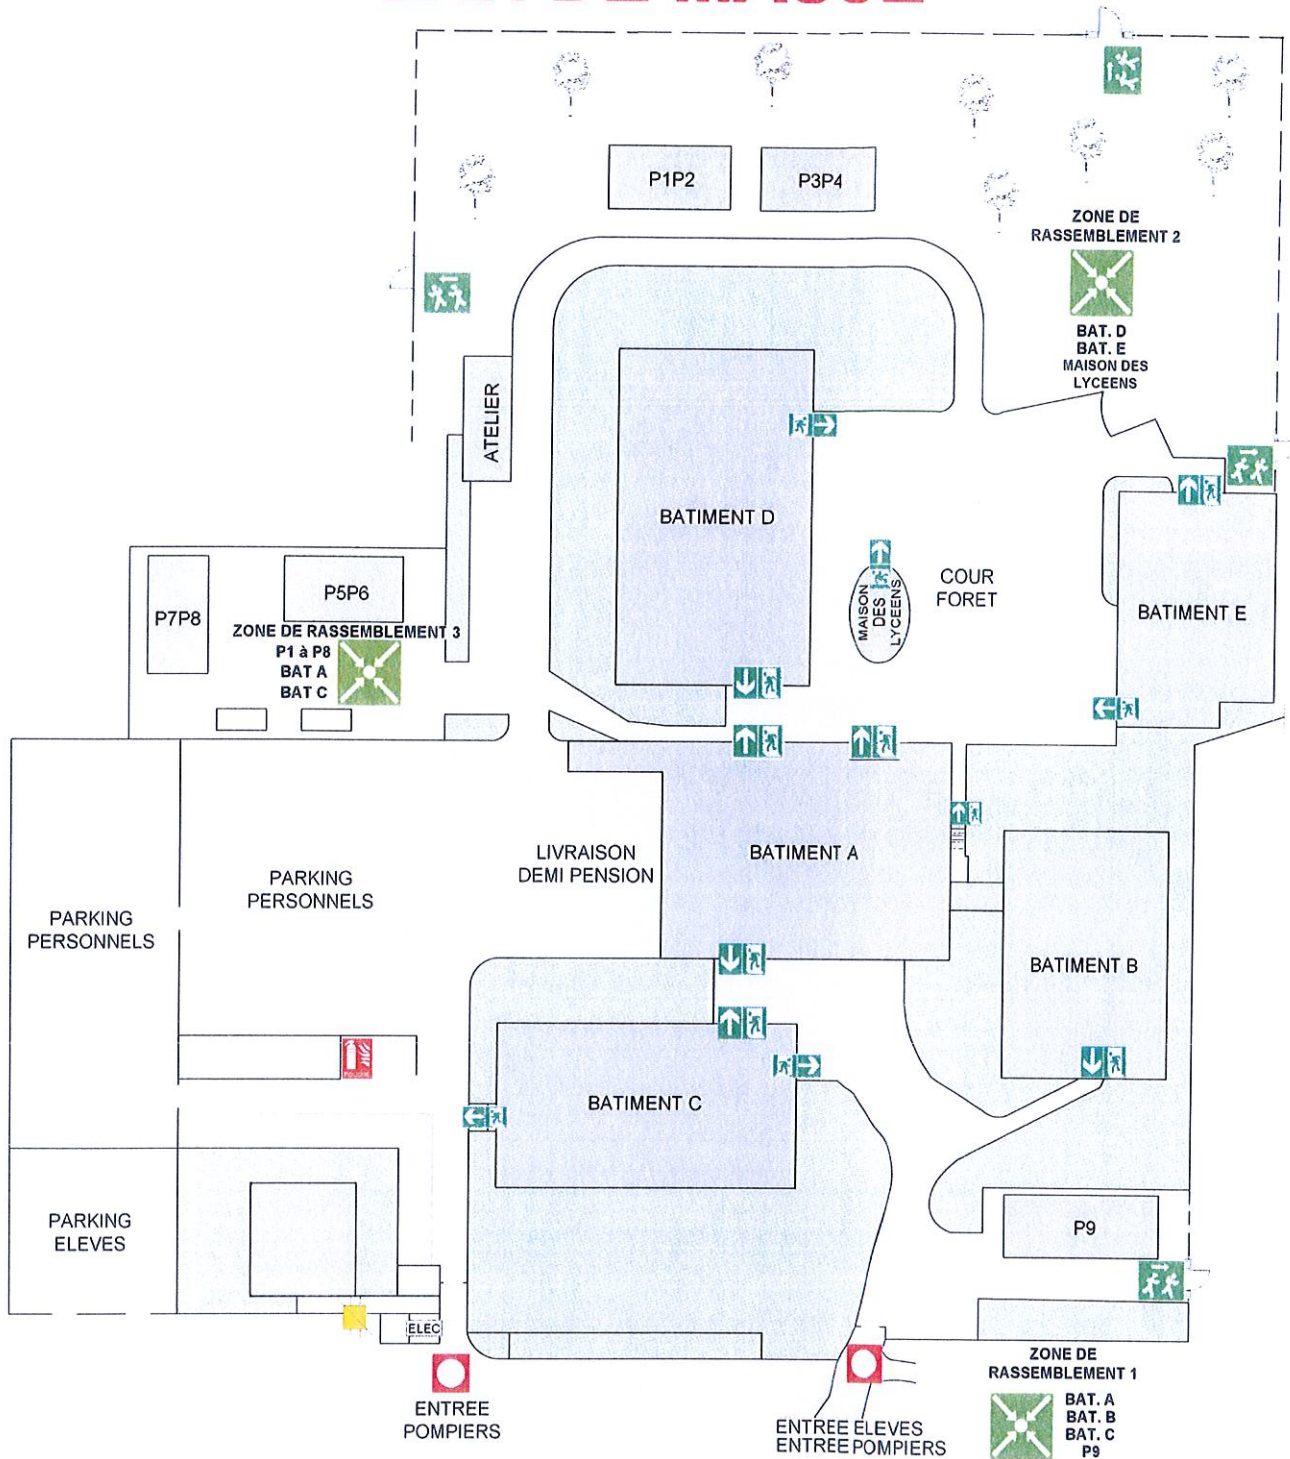 P1P2
P3P4
ZONE DE
RASSEMBLEMENT 2
BAT. D
BAT. E
MAISON DES
LYCEENS
ATELIER
BATIMENT D
P7P8
P5P6
ZONE DE RASSEMBLEMENT 3
P1 à P8
BAT A
BAT C
MAISON
DES
LYCEENS
COUR
FORET
BATIMENT E
PARKING
PERSONNELS
PARKING
PERSONNELS
LIVRAISON
DEMI PENSION
BATIMENT A
BATIMENT B
BATIMENT C
PARKING
ELEVES
P9
ELEC
ENTREE
POMPIERS
ENTREE ELEVES
ENTREE POMPIERS
ZONE DE
RASSEMBLEMENT 1
BAT. A
BAT. B
BAT. C
P9